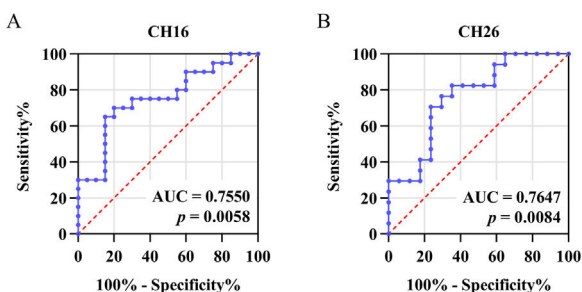 A
CH16
Sensitivity%
100
80
60
40
20
0
AUC = 0.7550
p = 0.0058
0 20 40 60 80 100
100% - Specificity%
B
CH26
Sensitivity%
100
80
60
40
20
0
AUC = 0.7647
p = 0.0084
0 20 40 60 80 100
100% - Specificity%